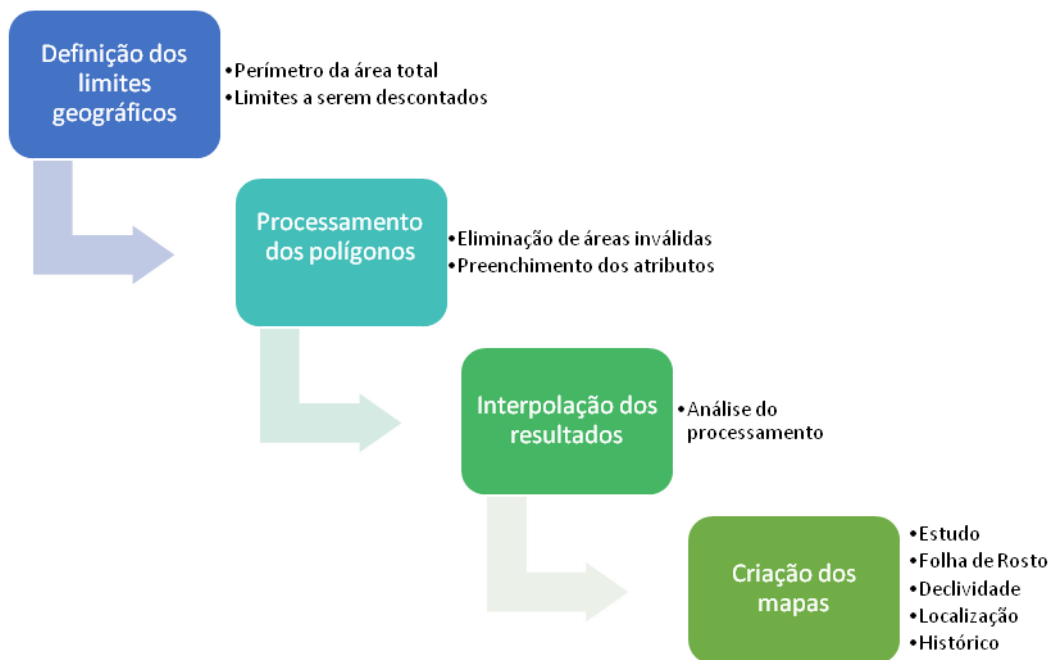 Definição dos
limites
geográficos
•Perímetro da área total
•Limites a serem descontados
Processamento
dos polígonos
•Eliminação de áreas inválidas
•Preenchimento dos atributos
Interpolação dos
resultados
•Análise do
processamento
Criação dos
mapas
•Estudo
•Folha de Rosto
•Declividade
•Localização
•Histórico